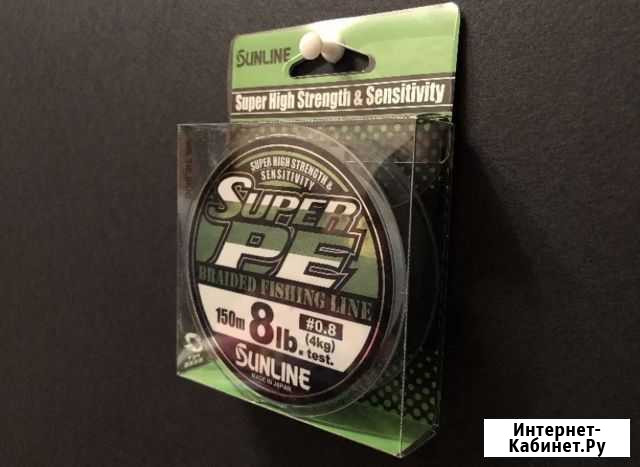 SUNLINE
Super High Strength & Sensitivity
SUPER HIGH STRENGTH &
SENSITIVITY
SUPER
PE
BRAIDED FISHING LINE
150m 8lb. test.
#0.8
(4kg)
SUNLINE
MADE IN JAPAN
Интернет-
Кабинет.Ру